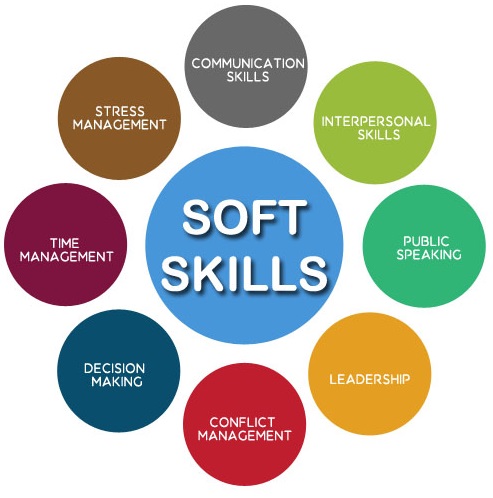 COMMUNICATION
SKILLS
INTERPERSONAL
SKILLS
PUBLIC
SPEAKING
LEADERSHIP
CONFLICT
MANAGEMENT
DECISION
MAKING
TIME
MANAGEMENT
STRESS
MANAGEMENT
SOFT
SKILLS